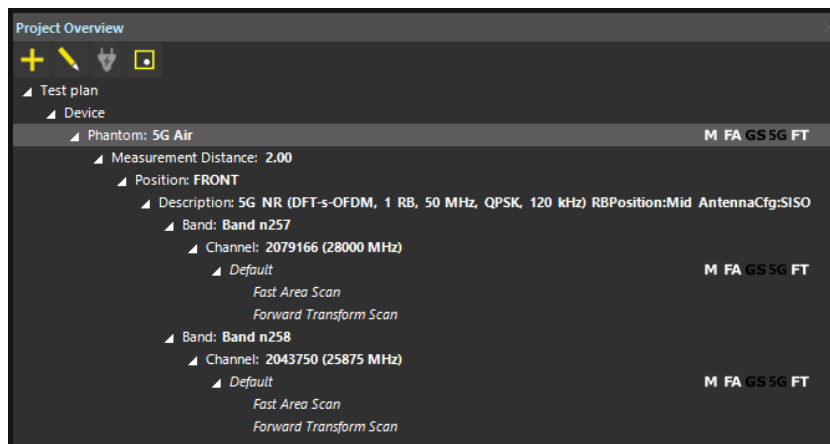 Project Overview
Test plan
Device
Phantom: 5G Air M FA GS 5G FT
Measurement Distance: 2.00
Position: FRONT
Description: 5G NR (DFT-s-OFDM, 1 RB, 50 MHz, QPSK, 120 kHz) RBPosition:Mid AntennaCfg:SISO
Band: Band n257
Channel: 2079166 (28000 MHz)
Default M FA GS 5G FT
Fast Area Scan
Forward Transform Scan
Band: Band n258
Channel: 2043750 (25875 MHz)
Default M FA GS 5G FT
Fast Area Scan
Forward Transform Scan